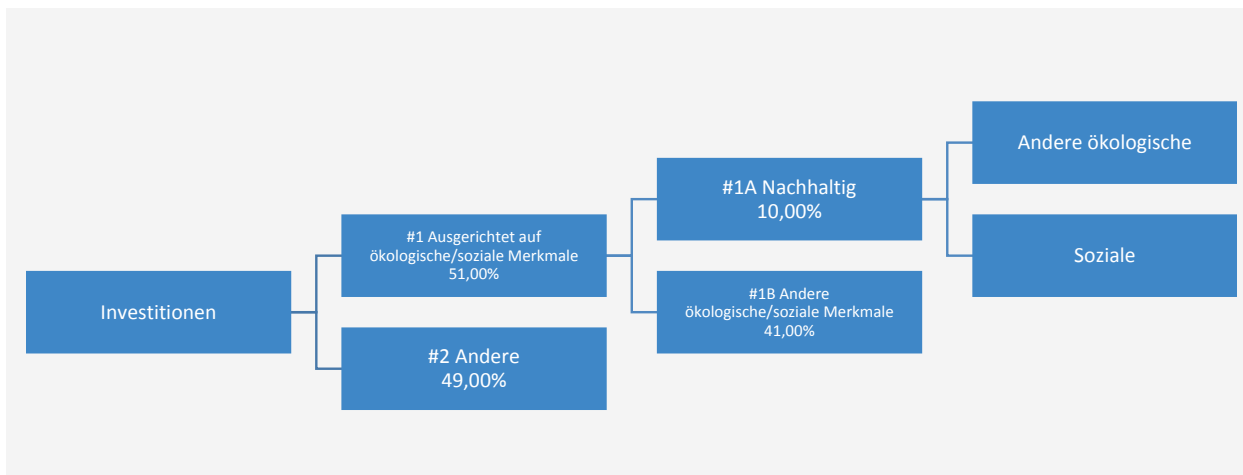 Investitionen
#1 Ausgerichtet auf
ökologische/soziale Merkmale
51,00%
#2 Andere
49,00%
#1A Nachhaltig
10,00%
#1B Andere
ökologische/soziale Merkmale
41,00%
Andere ökologische
Soziale